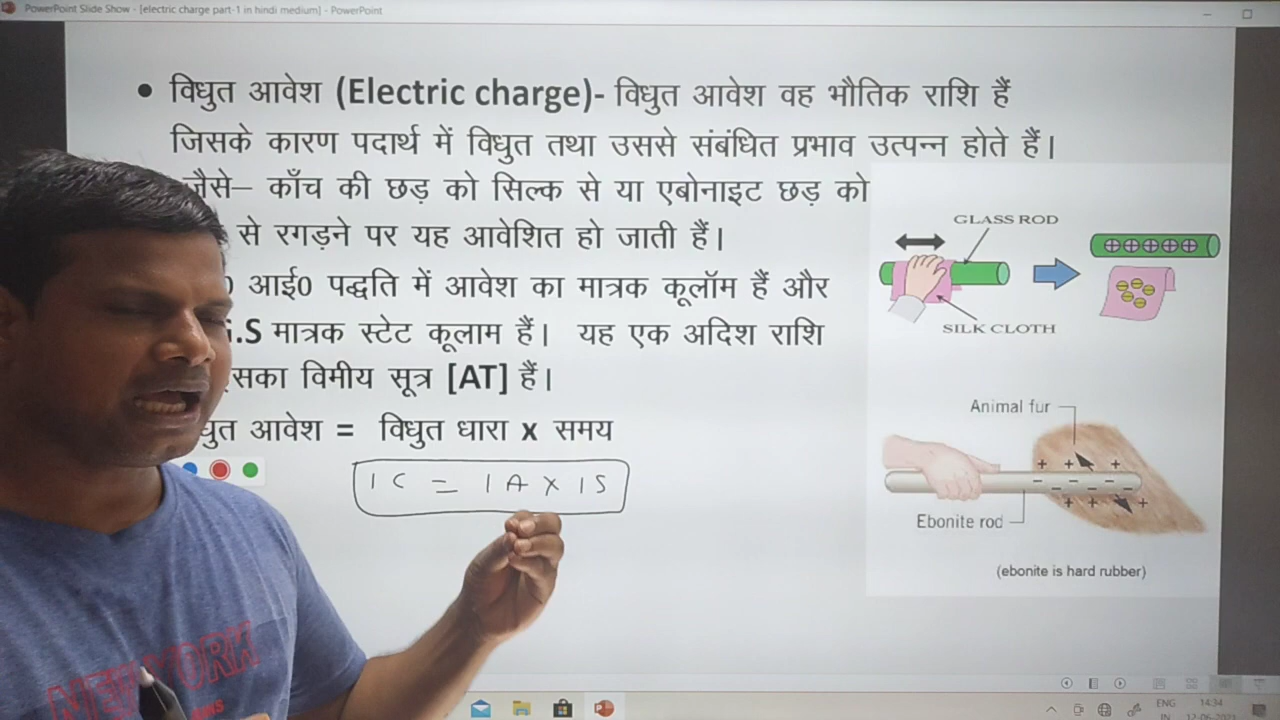 PowerPoint Slide Show - [electric charge part-1 in hindi medium] - PowerPoint
• विधुत आवेश (Electric charge)- विधुत आवेश वह भौतिक राशि हैं
जिसके कारण पदार्थ में विधुत तथा उससे संबंधित प्रभाव उत्पन्न होते हैं।
जैसे– काँच की छड़ को सिल्क से या एबोनाइट छड़ को
से रगड़ने पर यह आवेशित हो जाती हैं।
आई0 पद्धति में आवेश का मात्रक कूलॉम हैं और
.S मात्रक स्टेट कूलाम हैं। यह एक अदिश राशि
विमीय सूत्र [AT] हैं।
आवेश = विधुत धारा x समय
1 C = 1 A X 1 S
GLASS ROD
SILK CLOTH
Animal fur
Ebonite rod
(ebonite is hard rubber)
NEW YORK
ENG
IN
14:34